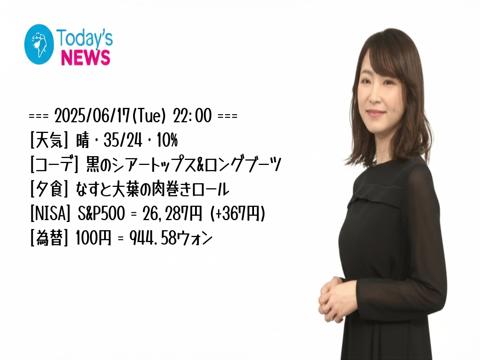 Today's
NEWS
=== 2025/06/17(Tue) 22:00 ===
[天気] 晴・35/24・10%
[コーデ] 黒のシアートップス&ロングブーツ
[夕食] なすと大葉の肉巻きロール
[NISA] S&P500 = 26,287円 (+367円)
[為替] 100円 = 944.58ウォン